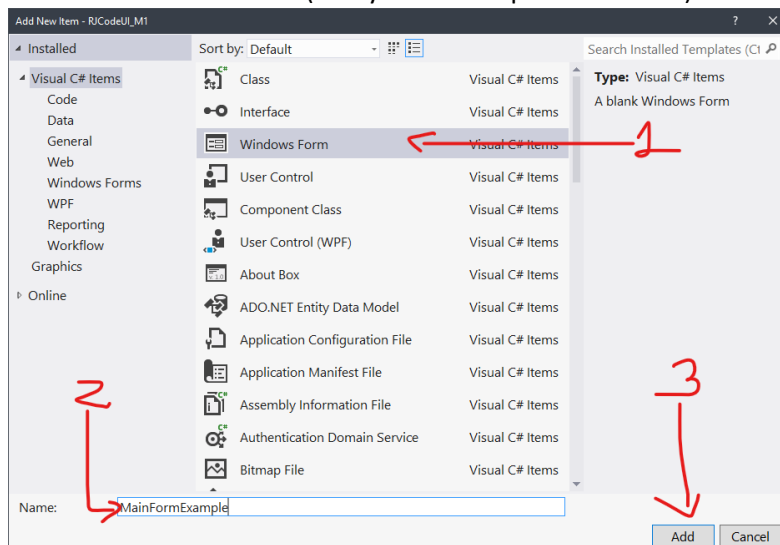 Add New Item - RJCodeUI_M1
? ×
Installed
Sort by: Default
Search Installed Templates (Ct
Visual C# Items
Code
Data
General
Web
Windows Forms
WPF
Reporting
Workflow
Graphics
Online
Class Visual C# Items
Interface Visual C# Items
Windows Form Visual C# Items
User Control Visual C# Items
Component Class Visual C# Items
User Control (WPF) Visual C# Items
About Box Visual C# Items
ADO.NET Entity Data Model Visual C# Items
Application Configuration File Visual C# Items
Application Manifest File Visual C# Items
Assembly Information File Visual C# Items
Authentication Domain Service Visual C# Items
Bitmap File Visual C# Items
Type: Visual C# Items
A blank Windows Form
1
2
3
Name: MainFormExample
Add Cancel